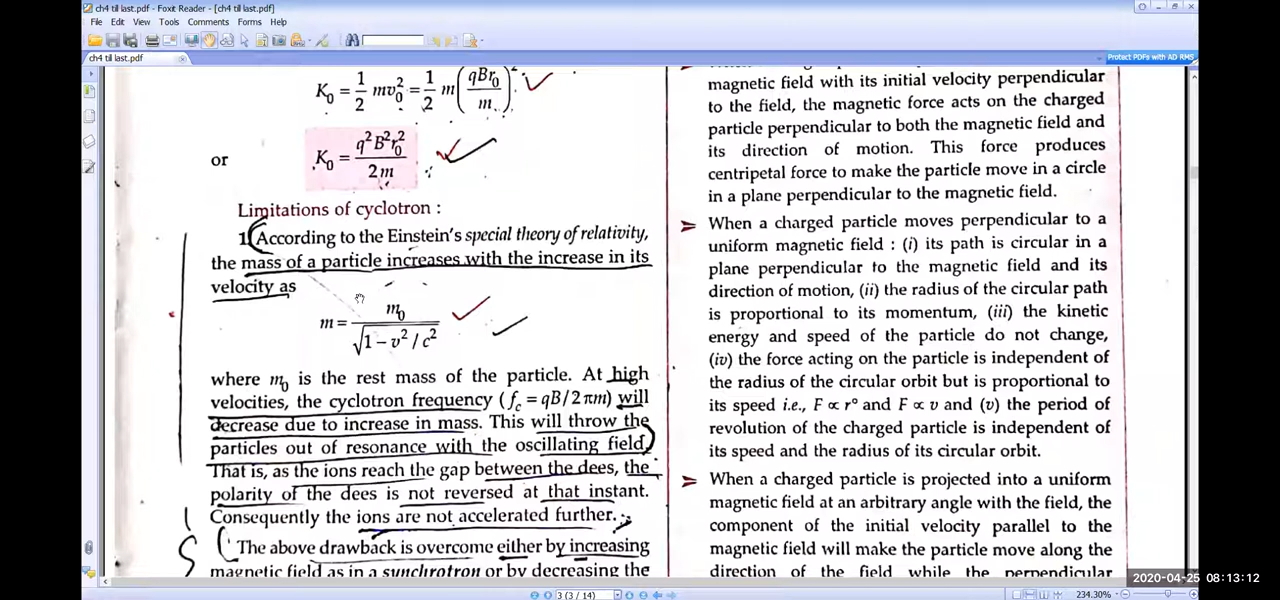 ch4 till last.pdf - Foxit Reader - [ch4 till last.pdf]
File Edit View Tools Comments Forms Help
ch4 till last.pdf
Protect PDFs with AD RMS
K₀ = 1/2 mv₀² = 1/2 m (qBr₀/m)²
or K₀ = q²B²r₀²/2m
Limitations of cyclotron :
1. According to the Einstein's special theory of relativity,
the mass of a particle increases with the increase in its
velocity as
m = m₀/√1 − v²/c²
where m₀ is the rest mass of the particle. At high
velocities, the cyclotron frequency (f_c = qB/2πm) will
decrease due to increase in mass. This will throw the
particles out of resonance with the oscillating field.
That is, as the ions reach the gap between the dees, the
polarity of the dees is not reversed at that instant.
Consequently the ions are not accelerated further.
The above drawback is overcome either by increasing
magnetic field as in a synchrotron or by decreasing the
magnetic field with its initial velocity perpendicular
to the field, the magnetic force acts on the charged
particle perpendicular to both the magnetic field and
its direction of motion. This force produces
centripetal force to make the particle move in a circle
in a plane perpendicular to the magnetic field.
➢ When a charged particle moves perpendicular to a
uniform magnetic field : (i) its path is circular in a
plane perpendicular to the magnetic field and its
direction of motion, (ii) the radius of the circular path
is proportional to its momentum, (iii) the kinetic
energy and speed of the particle do not change,
(iv) the force acting on the particle is independent of
the radius of the circular orbit but is proportional to
its speed i.e., F ∝ r° and F ∝ v and (v) the period of
revolution of the charged particle is independent of
its speed and the radius of its circular orbit.
➢ When a charged particle is projected into a uniform
magnetic field at an arbitrary angle with the field, the
component of the initial velocity parallel to the
magnetic field will make the particle move along the
direction of the field while the perpendicular
2020-04-25 08:13:12
3 (3 / 14)
234.30%